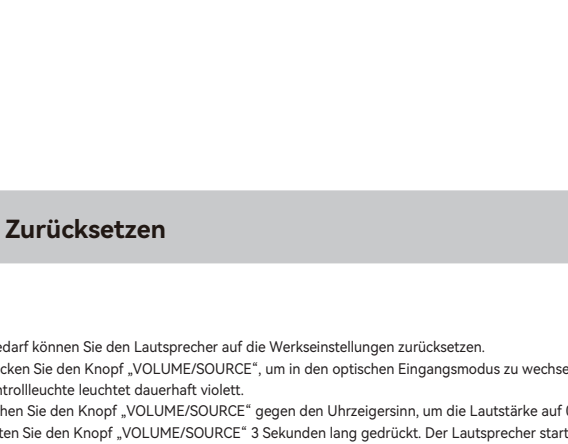 Zurücksetzen
edarf können Sie den Lautsprecher auf die Werkseinstellungen zurücksetzen.
cken Sie den Knopf „VOLUME/SOURCE“, um in den optischen Eingangsmodus zu wechse
ntrollleuchte leuchtet dauerhaft violett.
hen Sie den Knopf „VOLUME/SOURCE“ gegen den Uhrzeigersinn, um die Lautstärke auf
ten Sie den Knopf „VOLUME/SOURCE“ 3 Sekunden lang gedrückt. Der Lautsprecher start